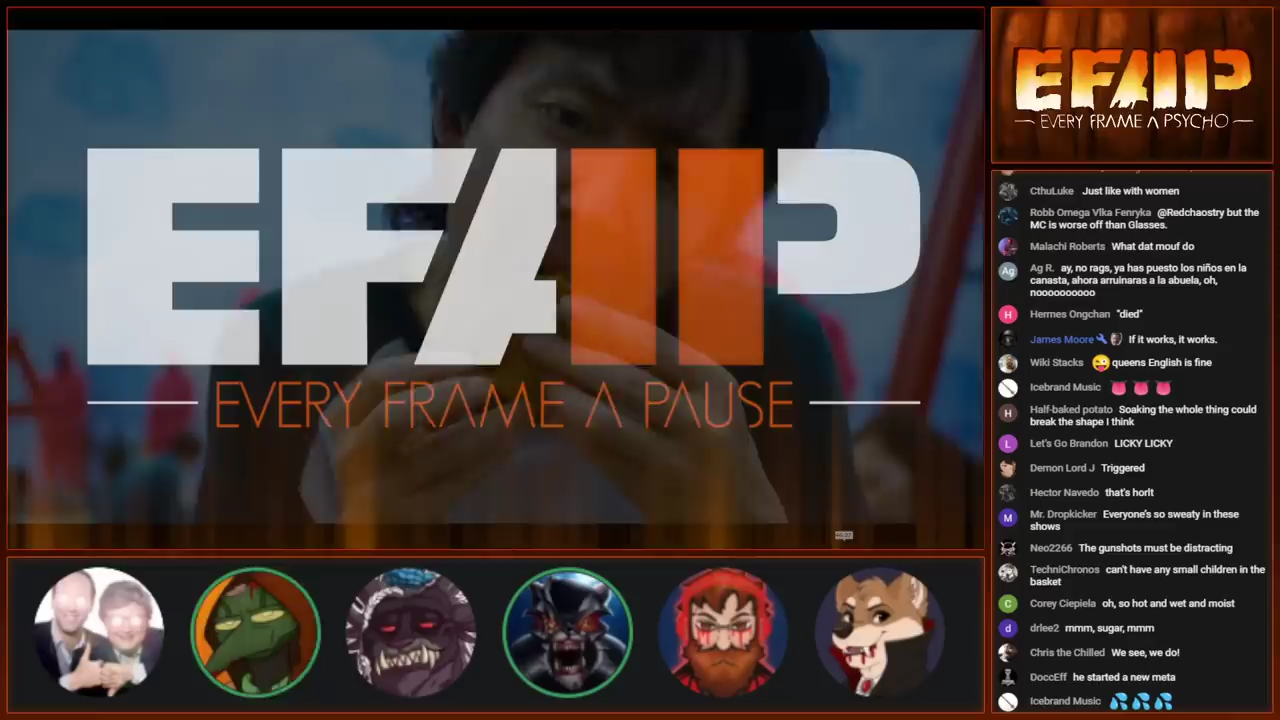 EFAP
EVERY FRAME A PAUSE
EFAP
EVERY FRAME A PSYCHO
CthuLuke Just like with women
Robb Omega Vlka Fenryka @Redchaostry but the
MC is worse off than Glasses.
Malachi Roberts What dat mouf do
Ag
Ag R. ay, no rags, ya has puesto los niños en la
canasta, ahora arruinaras a la abuela, oh,
noooooooooo
H
Hermes Ongchan "died"
James Moore If it works, it works.
Wiki Stacks 😜queens English is fine
Icebrand Music 👅 👅 👅
H
Half-baked potato Soaking the whole thing could
break the shape I think
L
Let's Go Brandon LICKY LICKY
Demon Lord J Triggered
Hector Navedo that's horlt
M
Mr. Dropkicker Everyone's so sweaty in these
shows
Neo2266 The gunshots must be distracting
TechniChronos can't have any small children in the
basket
C
Corey Ciepiela oh, so hot and wet and moist
d
drlee2 mmm, sugar, mmm
Chris the Chilled We see, we do!
DoccEff he started a new meta
Icebrand Music 💦 💦 💦